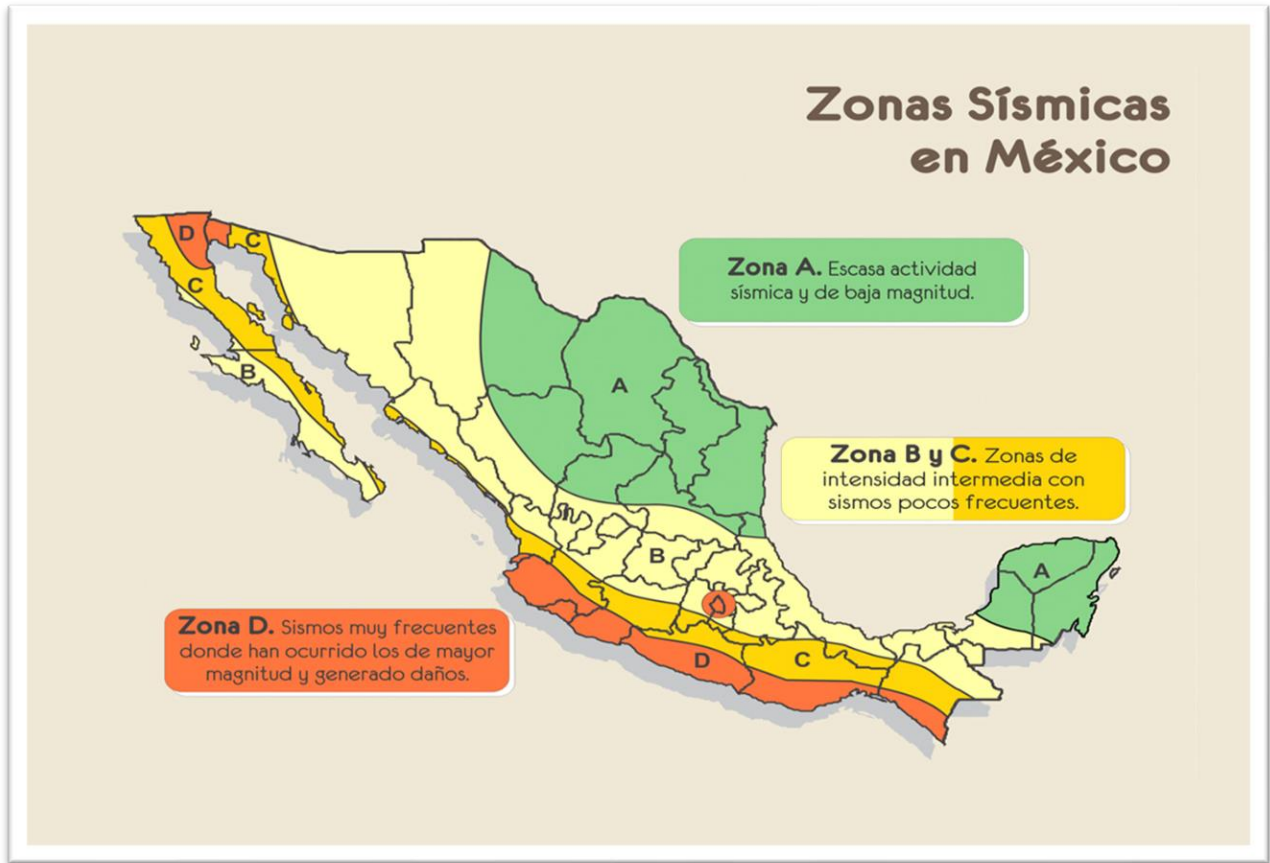 Zonas Sísmicas
en México
D
C
C
Zona A. Escasa actividad
sísmica y de baja magnitud.
B
A
Zona B y C. Zonas de
intensidad intermedia con
sismos pocos frecuentes.
B
A
Zona D. Sismos muy frecuentes
donde han ocurrido los de mayor
magnitud y generado daños.
D
C